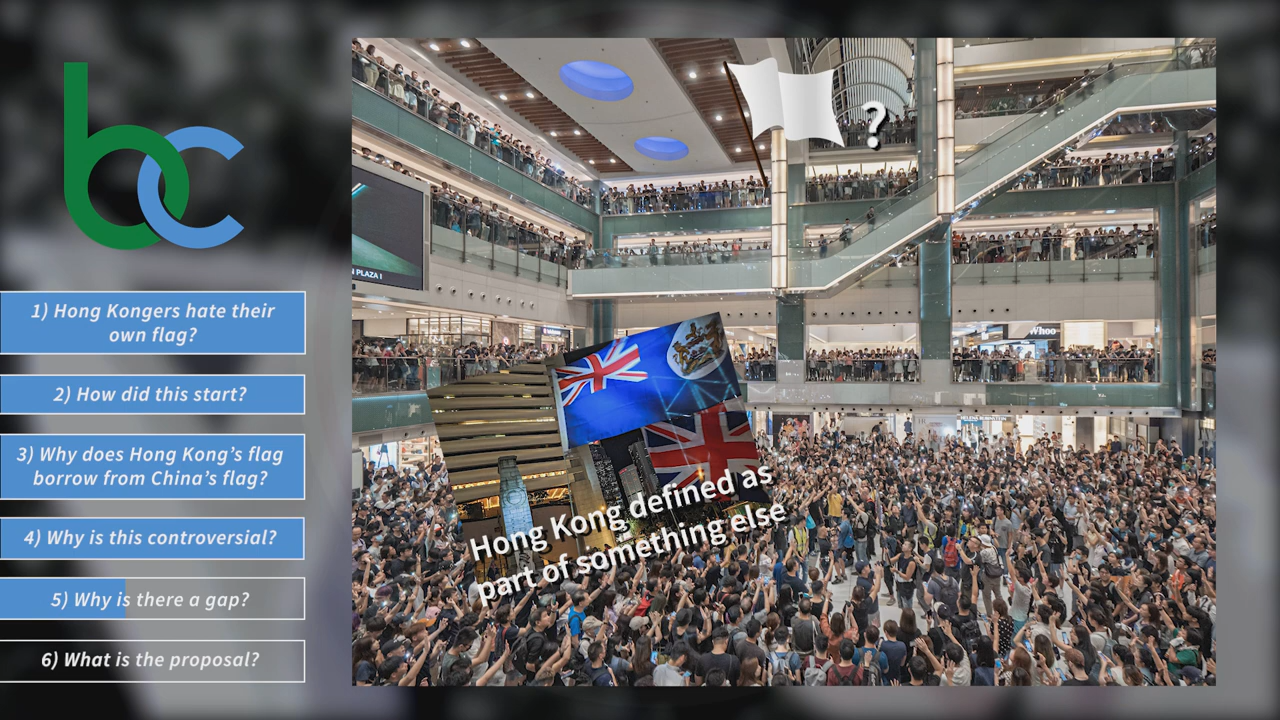 bc
1) Hong Kongers hate their
own flag?
2) How did this start?
3) Why does Hong Kong's flag
borrow from China's flag?
4) Why is this controversial?
5) Why is there a gap?
6) What is the proposal?
?
N PLAZA I
Whoo
Hong Kong defined as
part of something else